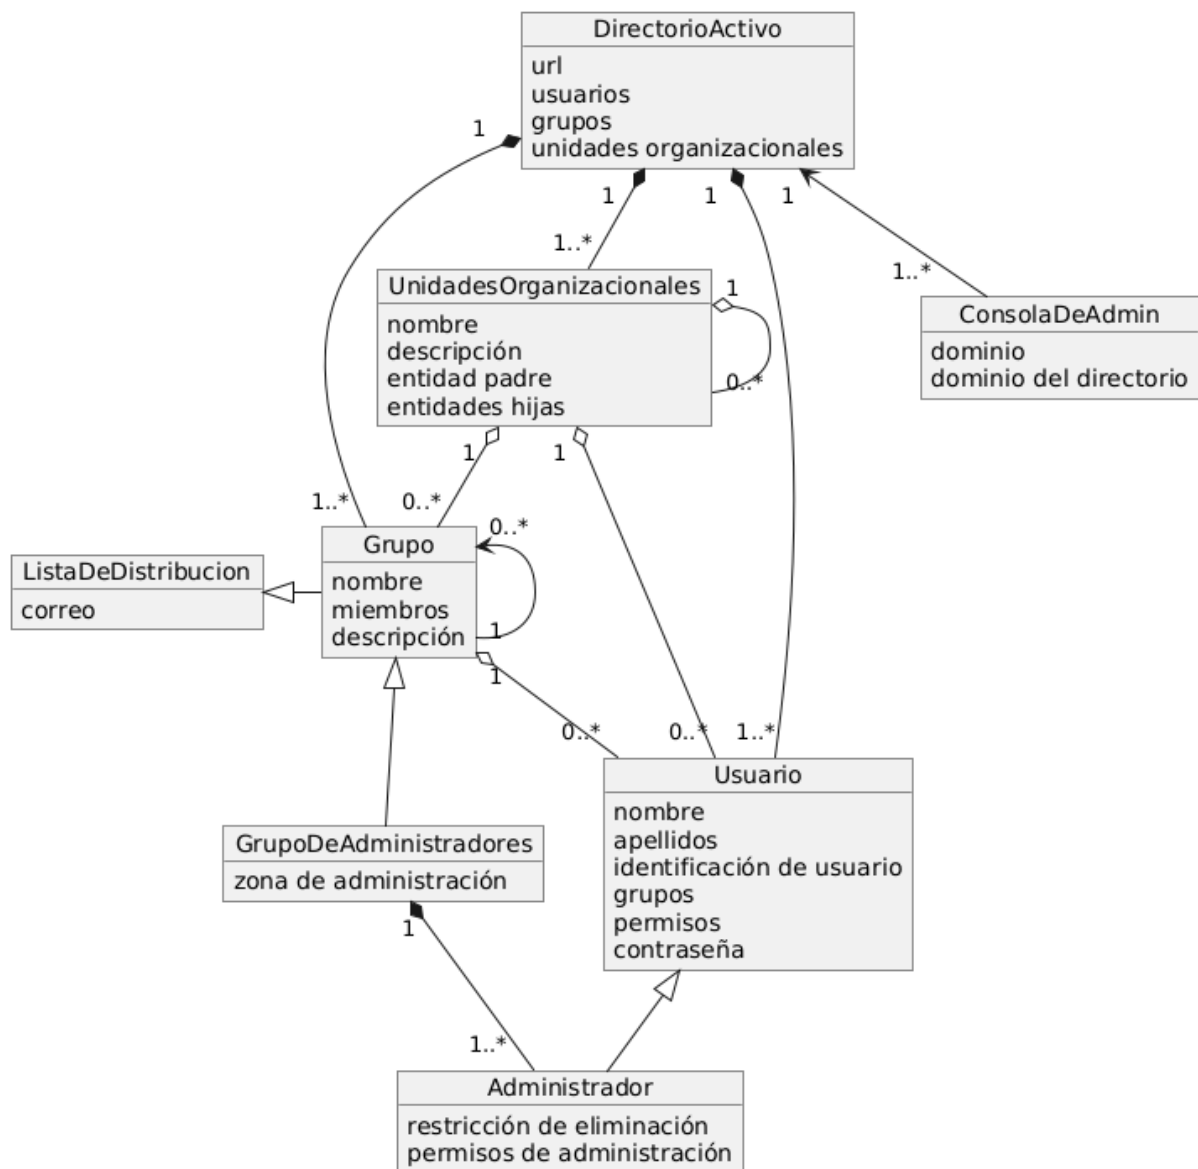 DirectorioActivo
url
usuarios
grupos
unidades organizacionales
1
1
1
1
1..*
1..*
UnidadesOrganizacionales
nombre
descripción
entidad padre
entidades hijas
1
0..*
ConsolaDeAdmin
dominio
dominio del directorio
1
1
1..*
0..*
0..*
ListaDeDistribucion
correo
Grupo
nombre
miembros
descripción
1
1
0..*
0..*
1..*
GrupoDeAdministradores
zona de administración
Usuario
nombre
apellidos
identificación de usuario
grupos
permisos
contraseña
1
1..*
Administrador
restricción de eliminación
permisos de administración